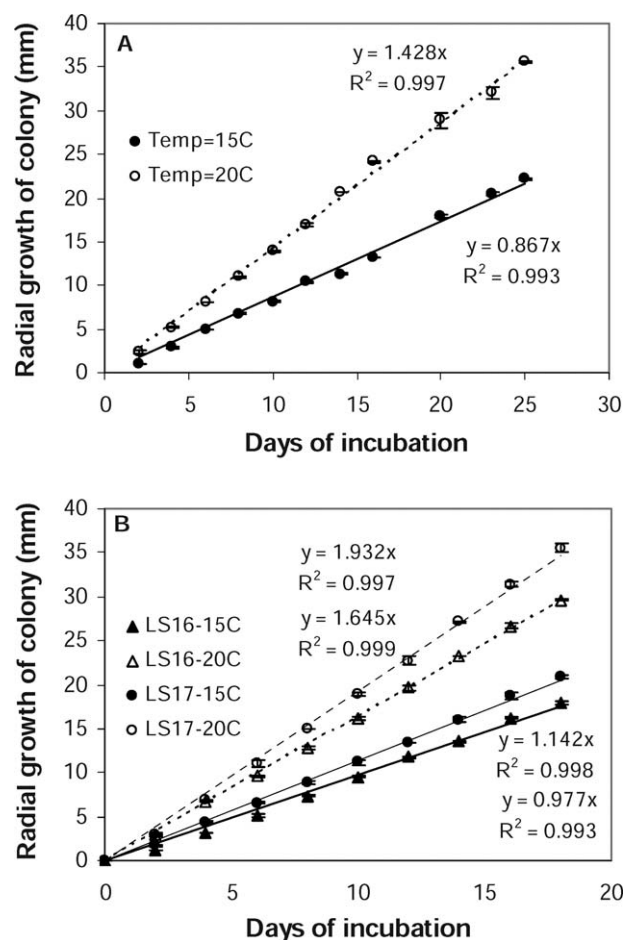 A
y = 1.428x
R² = 0.997
Temp=15C
Temp=20C
y = 0.867x
R² = 0.993
Radial growth of colony (mm)
40
35
30
25
20
15
10
5
0
0 5 10 15 20 25 30
Days of incubation
B
y = 1.932x
R² = 0.997
y = 1.645x
R² = 0.999
LS16-15C
LS16-20C
LS17-15C
LS17-20C
y = 1.142x
R² = 0.998
y = 0.977x
R² = 0.993
Radial growth of colony (mm)
40
35
30
25
20
15
10
5
0
0 5 10 15 20
Days of incubation